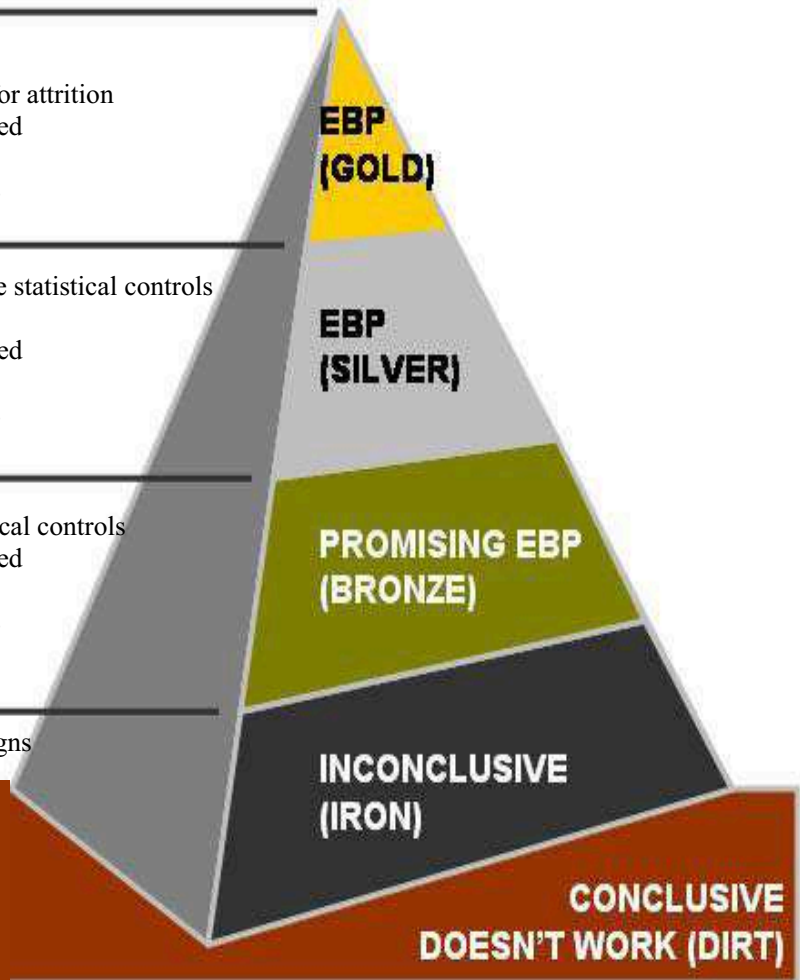 or attrition
ed
EBP
(GOLD)
e statistical controls
ed
EBP
(SILVER)
cal controls
ed
PROMISING EBP
(BRONZE)
gns
INCONCLUSIVE
(IRON)
CONCLUSIVE
DOESN'T WORK (DIRT)